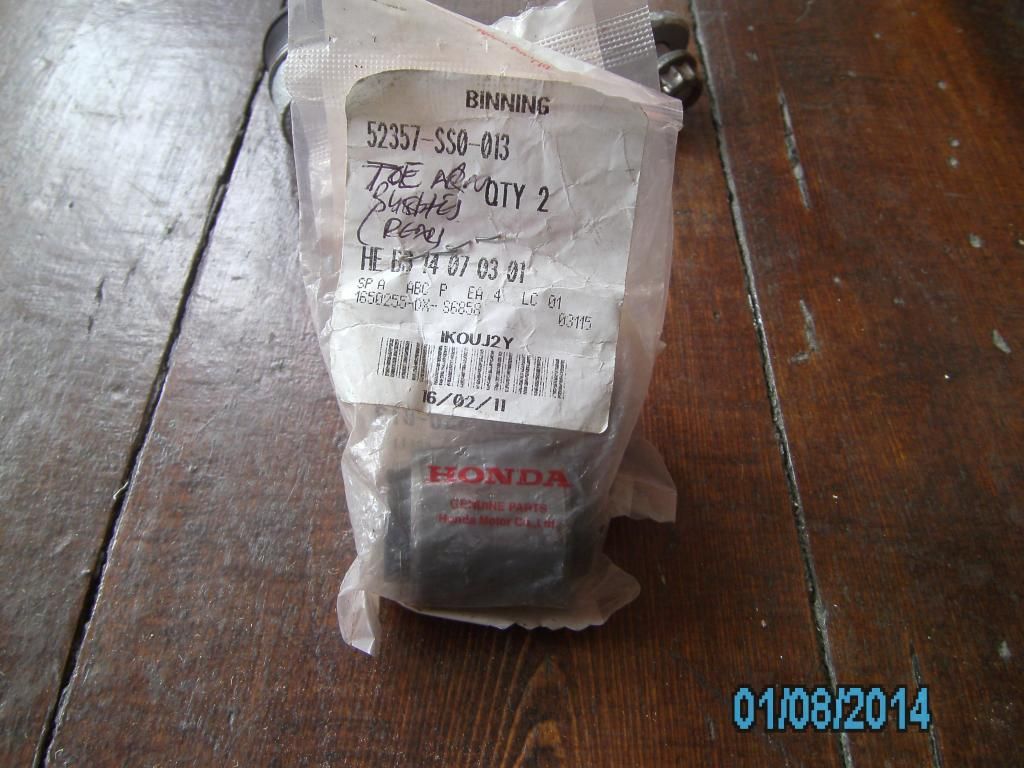 BINNING
52357-SS0-013
TOE ARM
QTY 2
BUSHES
(REAR)
HE B3 14 07 03 01
SP A ABC P EA 4 LC 01
1650255-DX- S6858
03115
1KOUJ2Y
16/02/11
HONDA
GENUINE PARTS
Honda Motor Co., Ltd.
01/08/2014